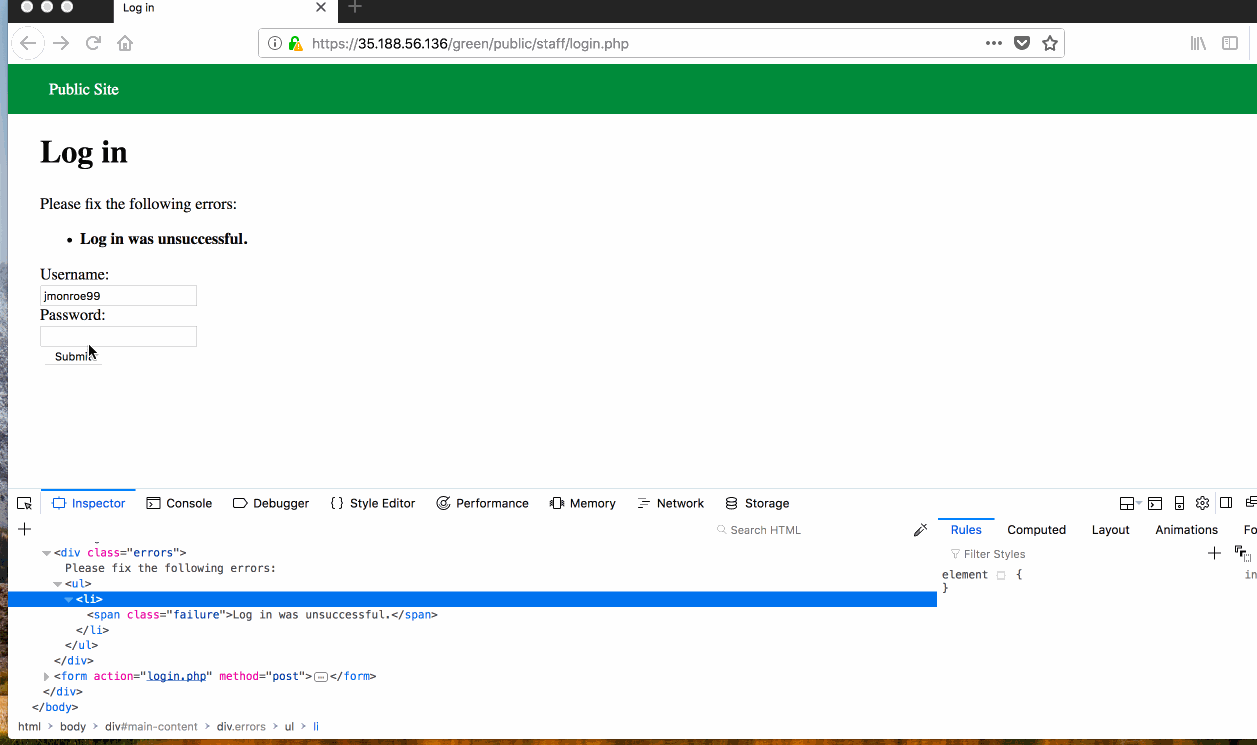 Log in
https://35.188.56.136/green/public/staff/login.php
Public Site
Log in
Please fix the following errors:
• Log in was unsuccessful.
Username:
jmonroe99
Password:
Inspector Console Debugger { } Style Editor Performance Memory Network Storage
+ Search HTML
<div class="errors">
Please fix the following errors:
<ul>
<li>
<span class="failure">Log in was unsuccessful.</span>
</li>
</ul>
</div>
<form action="login.php" method="post"></form>
</div>
</body>
html > body > div#main-content > div.errors > ul > li
Rules Computed Layout Animations
Filter Styles +
element {
}